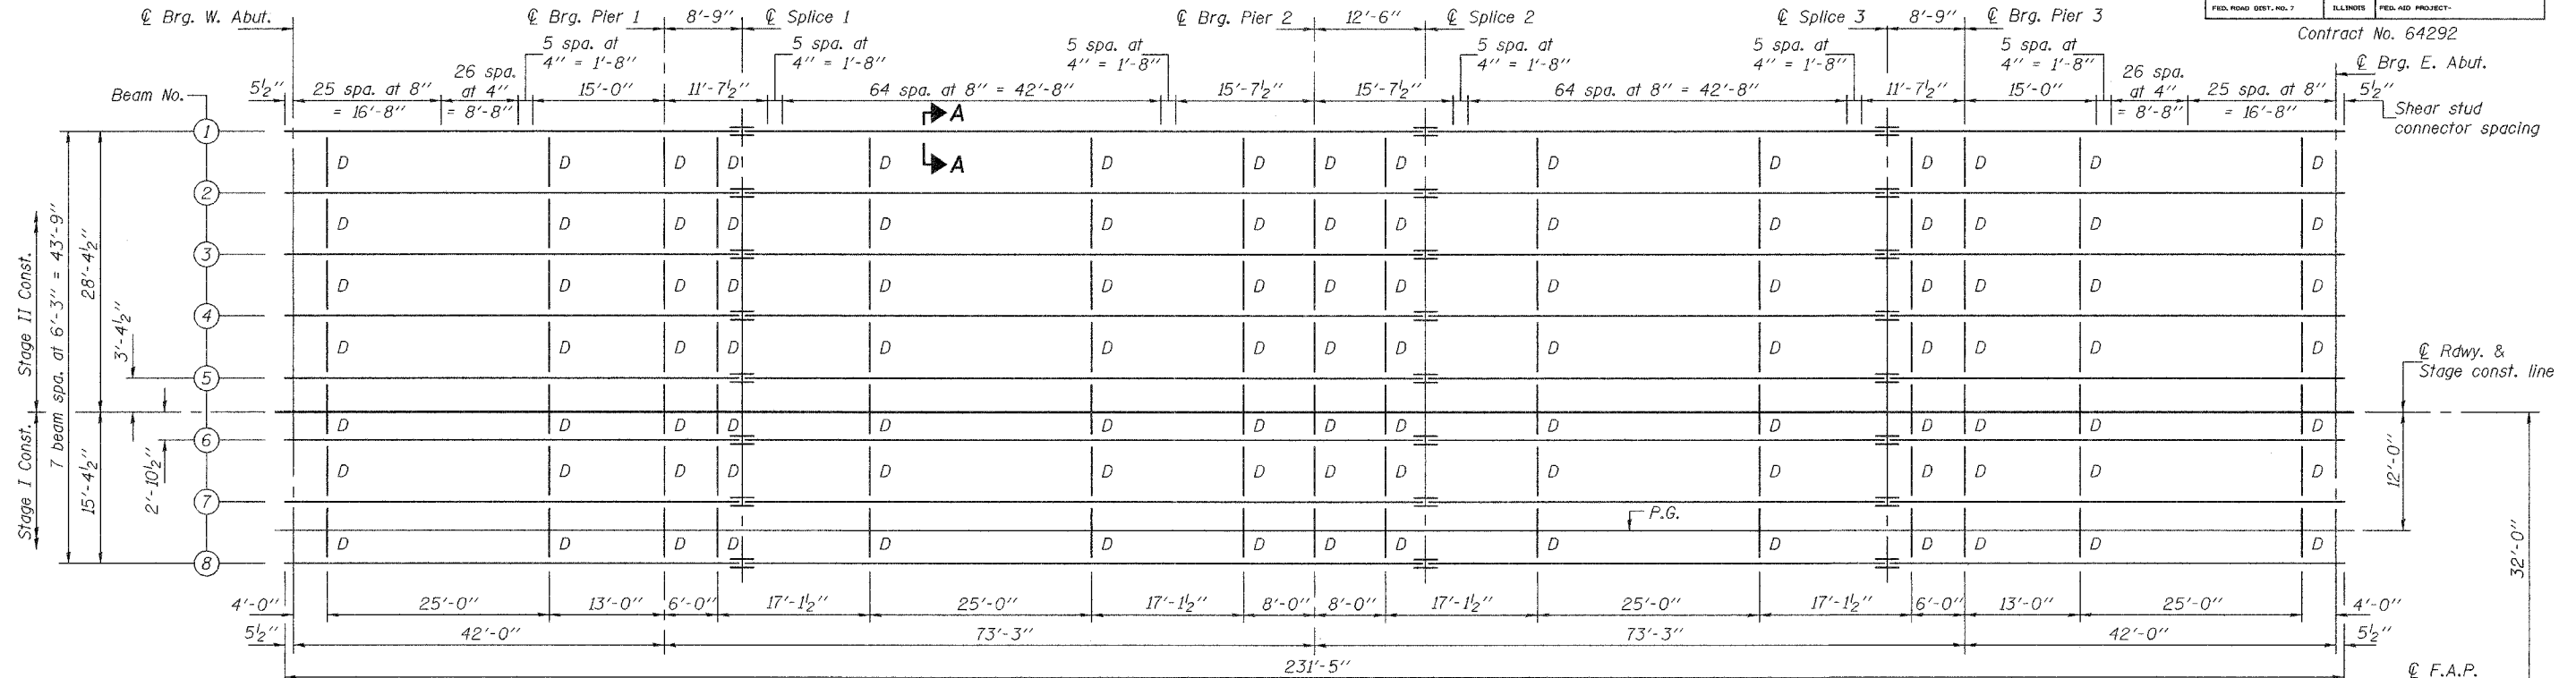 FED. ROAD DIST. NO. 7 ILLINOIS FED. AID PROJECT-
Contract No. 64292
℄ Brg. W. Abut.
℄ Brg. Pier 1
8'-9"
℄ Splice 1
℄ Brg. Pier 2
12'-6"
℄ Splice 2
℄ Splice 3
8'-9"
℄ Brg. Pier 3
℄ Brg. E. Abut.
Beam No.
5½"
25 spa. at 8"
= 16'-8"
26 spa.
at 4"
= 8'-8"
5 spa. at
4" = 1'-8"
15'-0"
11'-7½"
5 spa. at
4" = 1'-8"
64 spa. at 8" = 42'-8"
5 spa. at
4" = 1'-8"
15'-7½"
15'-7½"
5 spa. at
4" = 1'-8"
64 spa. at 8" = 42'-8"
5 spa. at
4" = 1'-8"
11'-7½"
5 spa. at
4" = 1'-8"
15'-0"
26 spa.
at 4"
= 8'-8"
25 spa. at 8"
= 16'-8"
5½"
Shear stud
connector spacing
A
A
1
D D D D D D D D D D D D D D D
2
D D D D D D D D D D D D D D D
3
D D D D D D D D D D D D D D D
4
D D D D D D D D D D D D D D D
5
D D D D D D D D D D D D D D D
6
D D D D D D D D D D D D D D D
7
P.G.
D D D D D D D D D D D D D D D
8
Stage II Const.
Stage I Const.
7 beam spa. at 6'-3" = 43'-9"
28'-4½"
15'-4½"
3'-4½"
2'-10½"
℄ Rdwy. &
Stage const. line
12'-0"
32'-0"
4'-0" 25'-0" 13'-0" 6'-0" 17'-1½" 25'-0" 17'-1½" 8'-0" 8'-0" 17'-1½" 25'-0" 17'-1½" 6'-0" 13'-0" 25'-0" 4'-0"
5½" 42'-0" 73'-3" 73'-3" 42'-0" 5½"
231'-5"
℄ F.A.P.